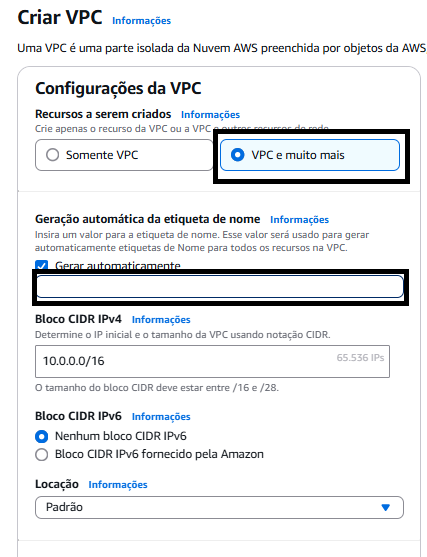 Criar VPC Informações
Uma VPC é uma parte isolada da Nuvem AWS preenchida por objetos da AWS
Configurações da VPC
Recursos a serem criados Informações
Crie apenas o recurso da VPC ou a VPC e outros recursos de rede.
Somente VPC
VPC e muito mais
Geração automática da etiqueta de nome Informações
Insira um valor para a etiqueta de nome. Esse valor será usado para gerar
automaticamente etiquetas de Nome para todos os recursos na VPC.
Gerar automaticamente
Bloco CIDR IPv4 Informações
Determine o IP inicial e o tamanho da VPC usando notação CIDR.
10.0.0.0/16 65.536 IPs
O tamanho do bloco CIDR deve estar entre /16 e /28.
Bloco CIDR IPv6 Informações
Nenhum bloco CIDR IPv6
Bloco CIDR IPv6 fornecido pela Amazon
Locação Informações
Padrão